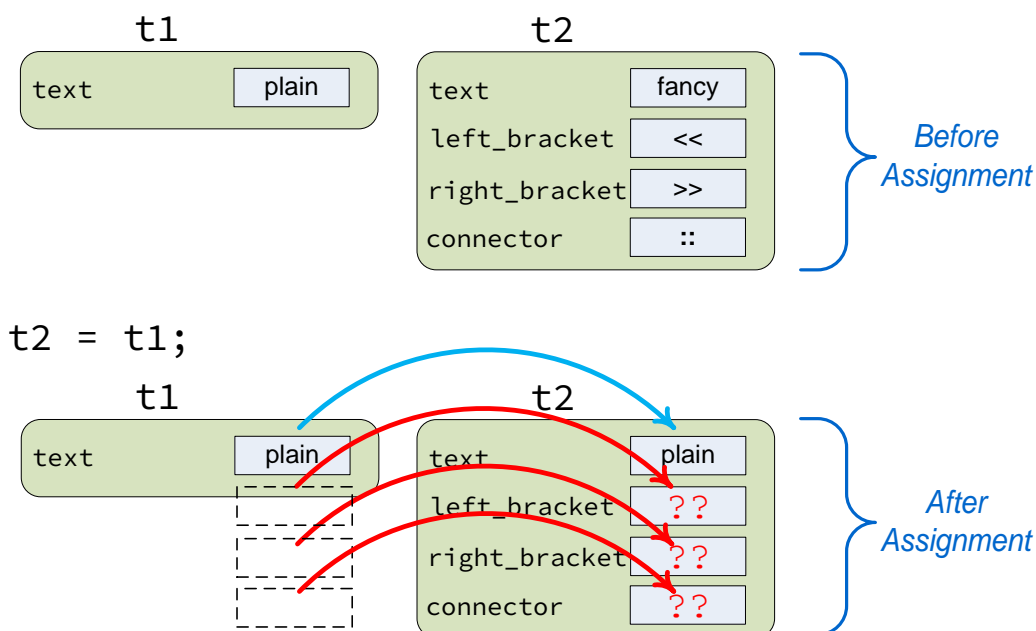 t1
t2
text plain
text fancy
left_bracket <<
right_bracket >>
connector ::
Before
Assignment
t2 = t1;
t1
t2
text plain
text plain
left_bracket ??
right_bracket ??
connector ??
After
Assignment